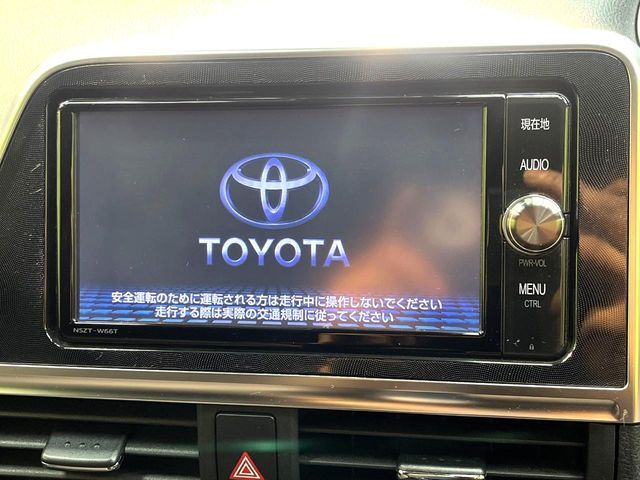 TOYOTA
安全運転のために運転される方は走行中に操作しないでください
走行する際は実際の交通規制に従ってください
NSZT-W66T
現在地
AUDIO
PWR-VOL
MENU
CTRL